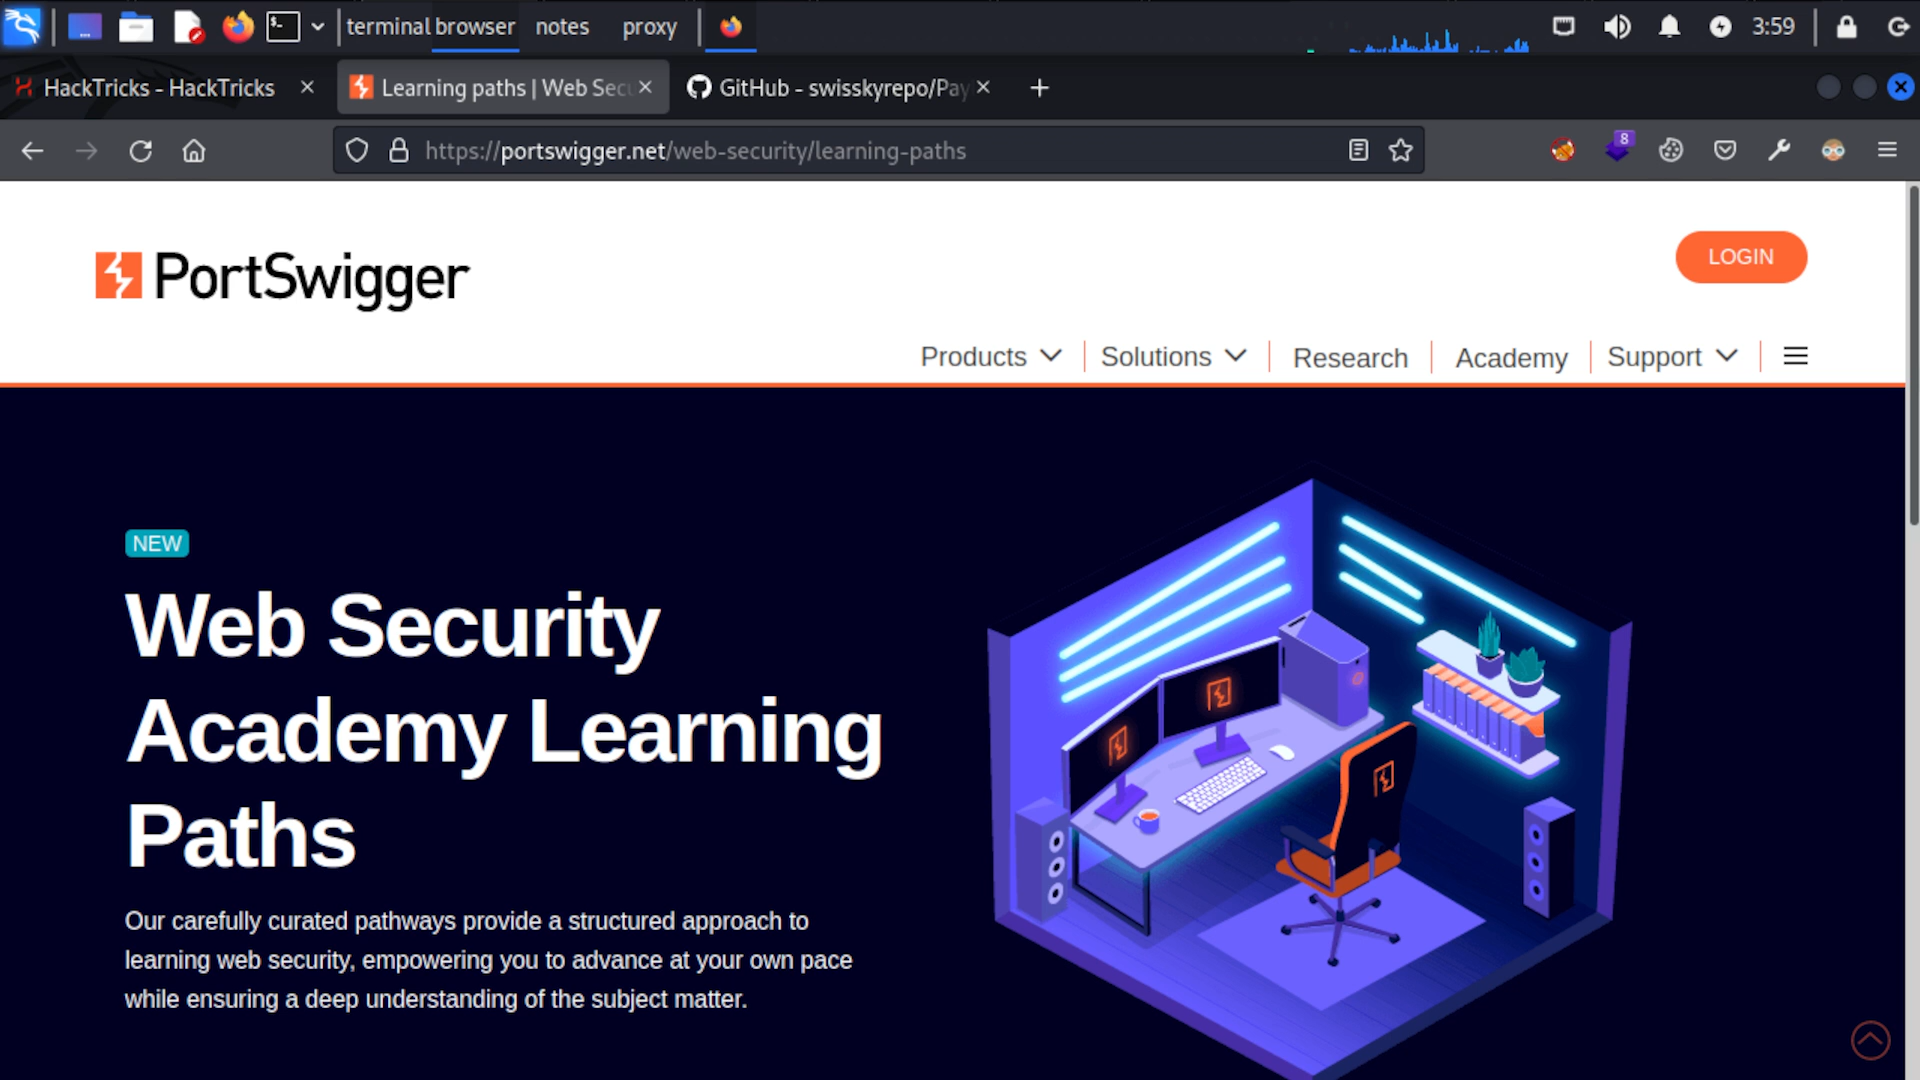 terminal browser notes proxy 3:59
HackTricks - HackTricks
Learning paths | Web Secu
GitHub - swisskyrepo/Pay
https://portswigger.net/web-security/learning-paths
8
PortSwigger
LOGIN
Products
Solutions
Research
Academy
Support
NEW
Web Security
Academy Learning
Paths
Our carefully curated pathways provide a structured approach to
learning web security, empowering you to advance at your own pace
while ensuring a deep understanding of the subject matter.